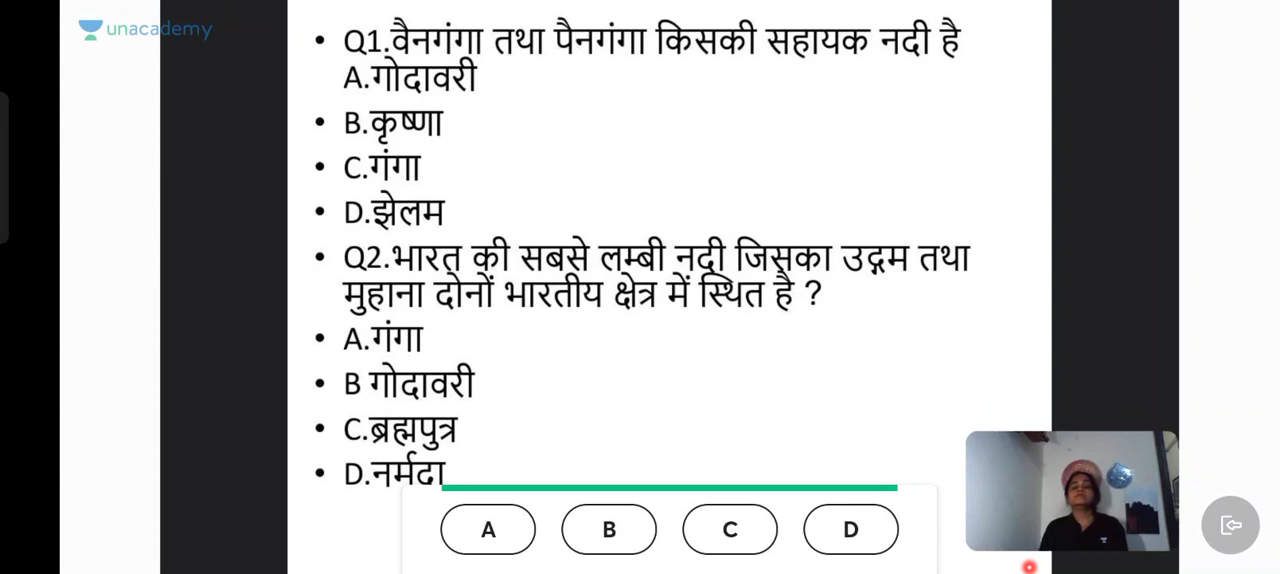 unacademy
• Q1.वैनगंगा तथा पैनगंगा किसकी सहायक नदी है
A.गोदावरी
• B.कृष्णा
• C.गंगा
• D.झेलम
• Q2.भारत की सबसे लम्बी नदी जिसका उद्गम तथा
मुहाना दोनों भारतीय क्षेत्र में स्थित है ?
• A.गंगा
• B गोदावरी
• C.ब्रह्मपुत्र
• D.नर्मदा
A B C D